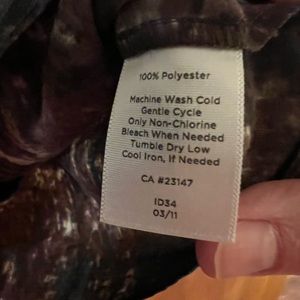 100% Polyester
Machine Wash Cold
Gentle Cycle
Only Non-Chlorine
Bleach When Needed
Tumble Dry Low
Cool Iron, If Needed
CA #23147
ID34
03/11